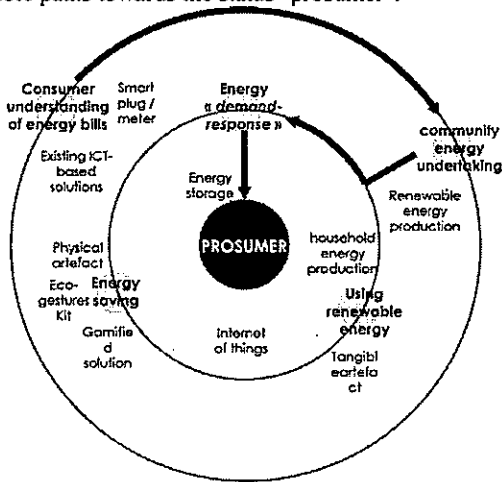 paths towards the status "prosumer".
Consumer
understanding
of energy bills
Smart
plug /
meter
Energy
« demand-
response »
community
energy
undertaking
Existing ICT-
based
solutions
Energy
storage
Renewable
energy
production
PROSUMER
household
energy
production
Physical
artefact
Eco-
gestures
Kit
Energy
saving
Using
renewable
energy
Gamifie
d
solution
Internet
of things
Tangibl
eartefa
ct